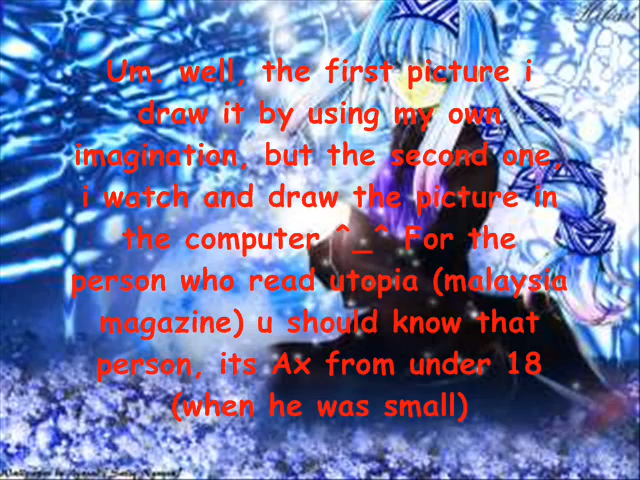 Um. well, the first picture i
draw it by using my own
imagination, but the second one,
i watch and draw the picture in
the computer ^_^ For the
person who read utopia (malaysia
magazine) u should know that
person, its Ax from under 18
(when he was small)
Wallpaper by